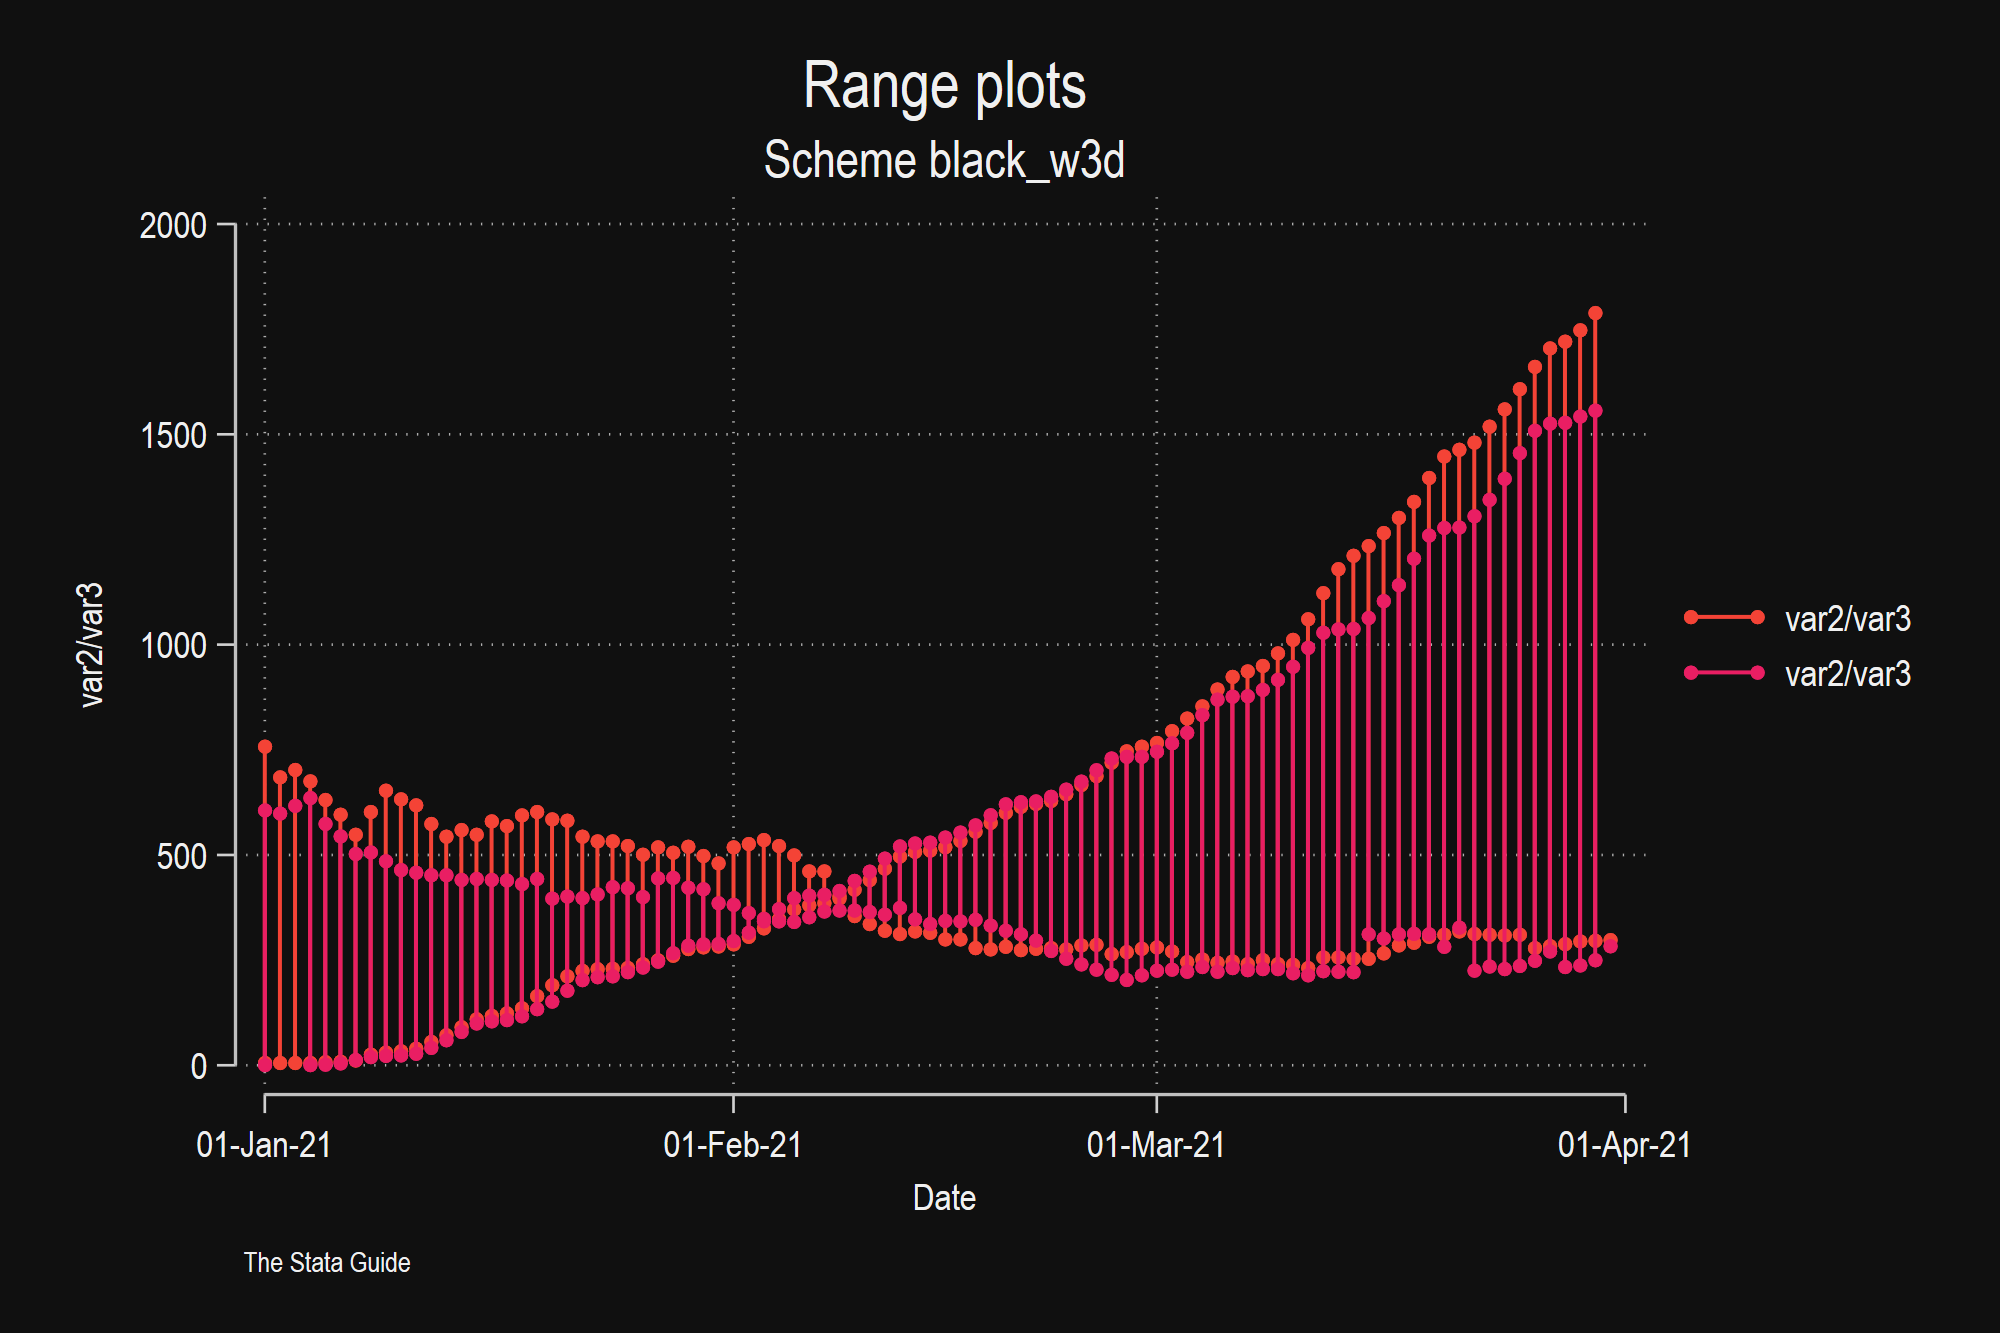 Range plots
Scheme black_w3d
2000
1500
1000
500
0
var2/var3
var2/var3
var2/var3
01-Jan-21
01-Feb-21
01-Mar-21
01-Apr-21
Date
The Stata Guide